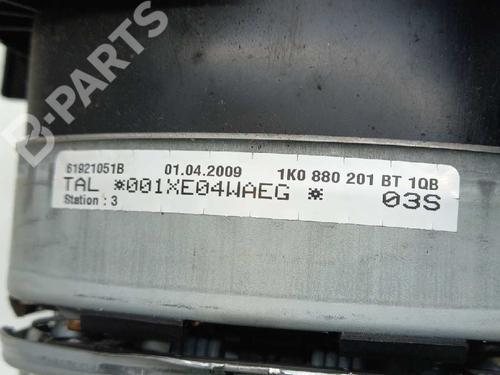 B-PARTS
61921051B 01.04.2009 1K0 880 201 BT 1QB
TAL *001XE04WAEG * 03S
Station : 3